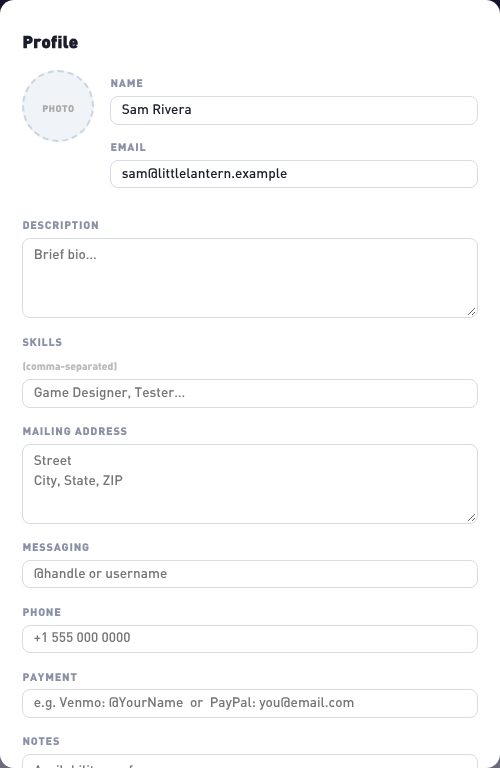 Profile
PHOTO
NAME
Sam Rivera
EMAIL
sam@littlelantern.example
DESCRIPTION
Brief bio...
SKILLS
(comma-separated)
Game Designer, Tester...
MAILING ADDRESS
Street
City, State, ZIP
MESSAGING
@handle or username
PHONE
+1 555 000 0000
PAYMENT
e.g. Venmo: @YourName or PayPal: you@email.com
NOTES